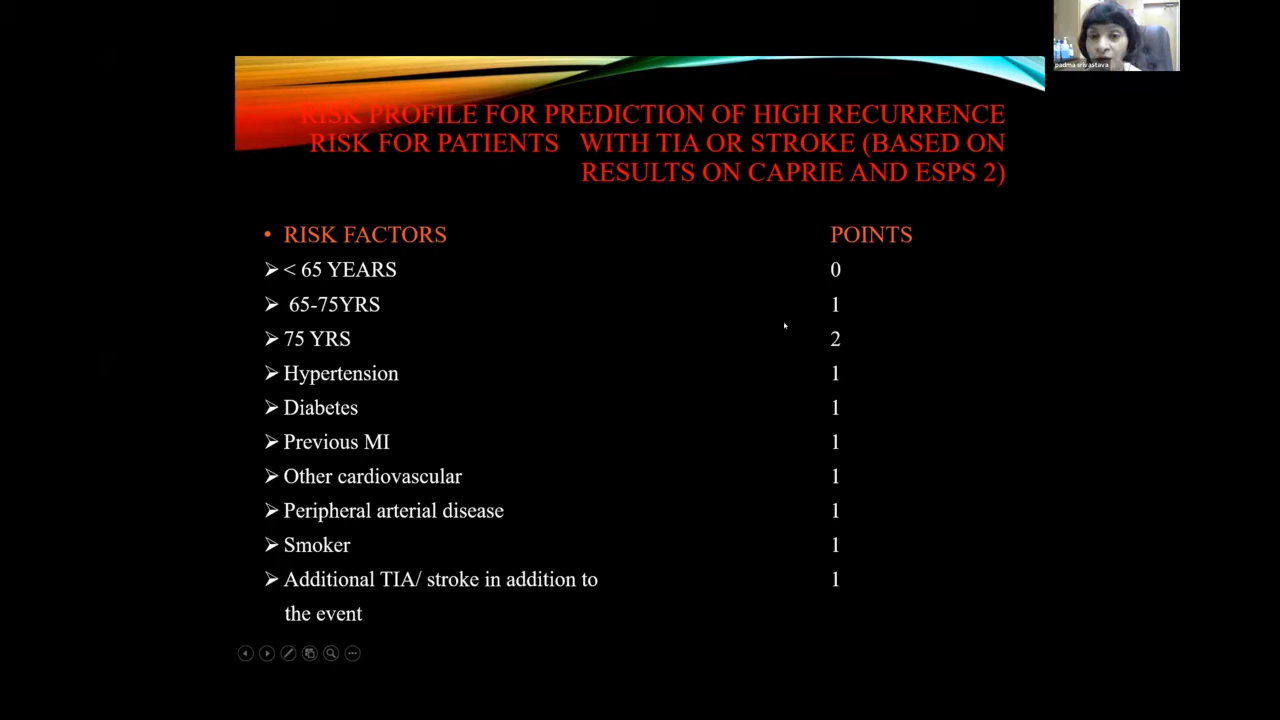 padma srivastava
RISK PROFILE FOR PREDICTION OF HIGH RECURRENCE
RISK FOR PATIENTS WITH TIA OR STROKE (BASED ON
RESULTS ON CAPRIE AND ESPS 2)
• RISK FACTORS POINTS
➢ < 65 YEARS 0
➢ 65-75YRS 1
➢ 75 YRS 2
➢ Hypertension 1
➢ Diabetes 1
➢ Previous MI 1
➢ Other cardiovascular 1
➢ Peripheral arterial disease 1
➢ Smoker 1
➢ Additional TIA/ stroke in addition to 1
the event